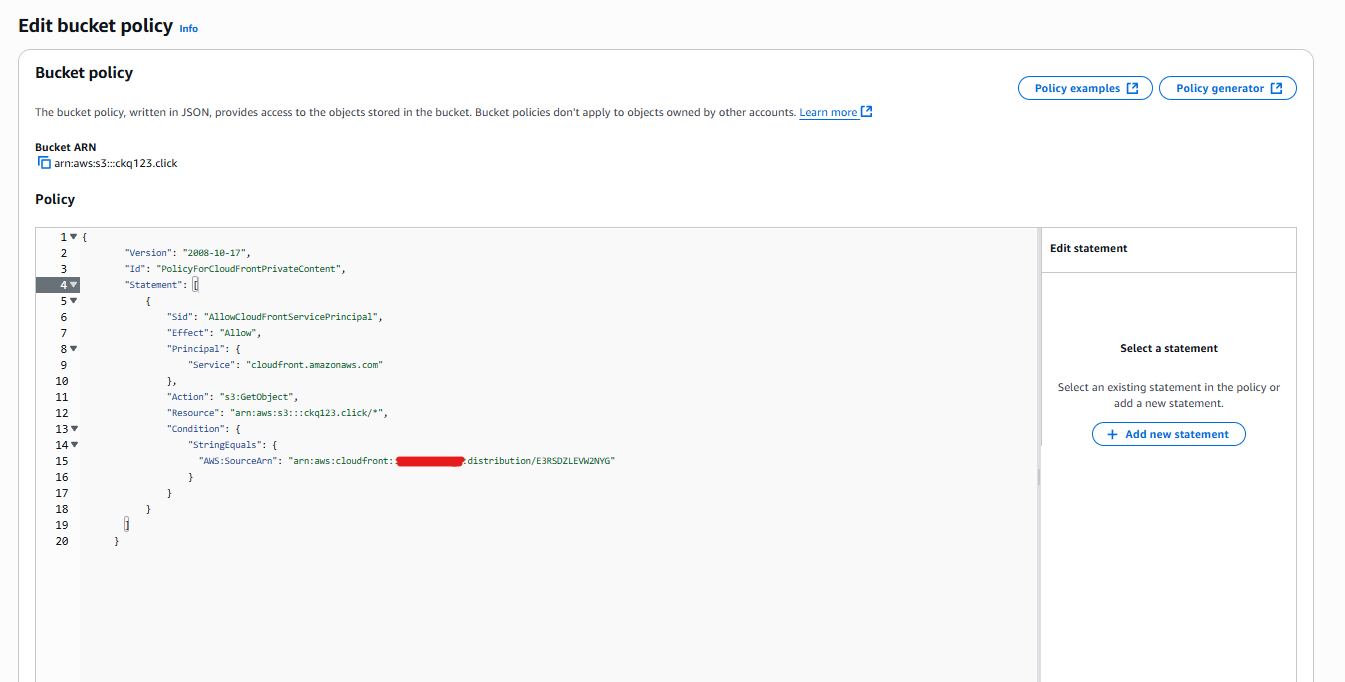 Edit bucket policy Info
Bucket policy
Policy examples
Policy generator
The bucket policy, written in JSON, provides access to the objects stored in the bucket. Bucket policies don't apply to objects owned by other accounts. Learn more
Bucket ARN
arn:aws:s3:::ckq123.click
Policy
1 {
2 "Version": "2008-10-17",
3 "Id": "PolicyForCloudFrontPrivateContent",
4 "Statement": [
5 {
6 "Sid": "AllowCloudFrontServicePrincipal",
7 "Effect": "Allow",
8 "Principal": {
9 "Service": "cloudfront.amazonaws.com"
10 },
11 "Action": "s3:GetObject",
12 "Resource": "arn:aws:s3:::ckq123.click/*",
13 "Condition": {
14 "StringEquals": {
15 "AWS:SourceArn": "arn:aws:cloudfront:: :distribution/E3RSDZLEVW2NYG"
16 }
17 }
18 }
19 ]
20 }
Edit statement
Select a statement
Select an existing statement in the policy or
add a new statement.
+ Add new statement